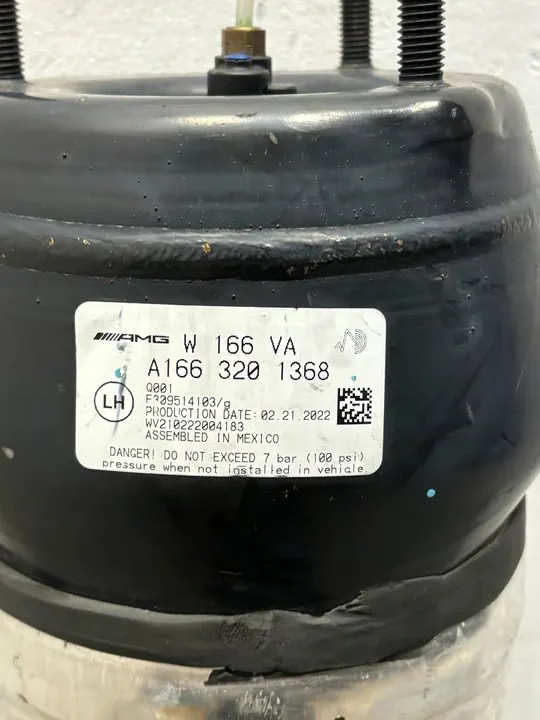 AMG W 166 VA
A166 320 1368
LH
Q001
F309514103/g
PRODUCTION DATE: 02.21.2022
WV210222004183
ASSEMBLED IN MEXICO
DANGER! DO NOT EXCEED 7 bar (100 psi)
pressure when not installed in vehicle